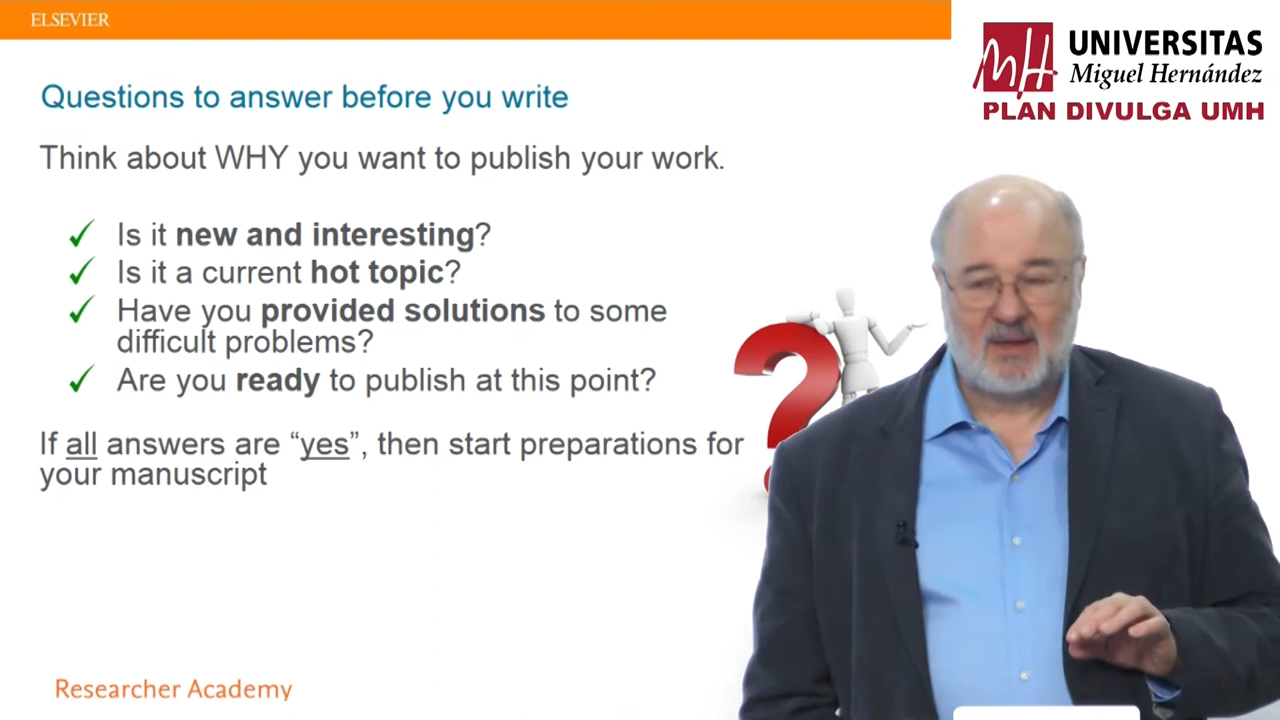 ELSEVIER
UNIVERSITAS
Miguel Hernández
PLAN DIVULGA UMH
Questions to answer before you write
Think about WHY you want to publish your work.
✓ Is it new and interesting?
✓ Is it a current hot topic?
✓ Have you provided solutions to some
difficult problems?
✓ Are you ready to publish at this point?
If all answers are “yes”, then start preparations for
your manuscript
Researcher Academy